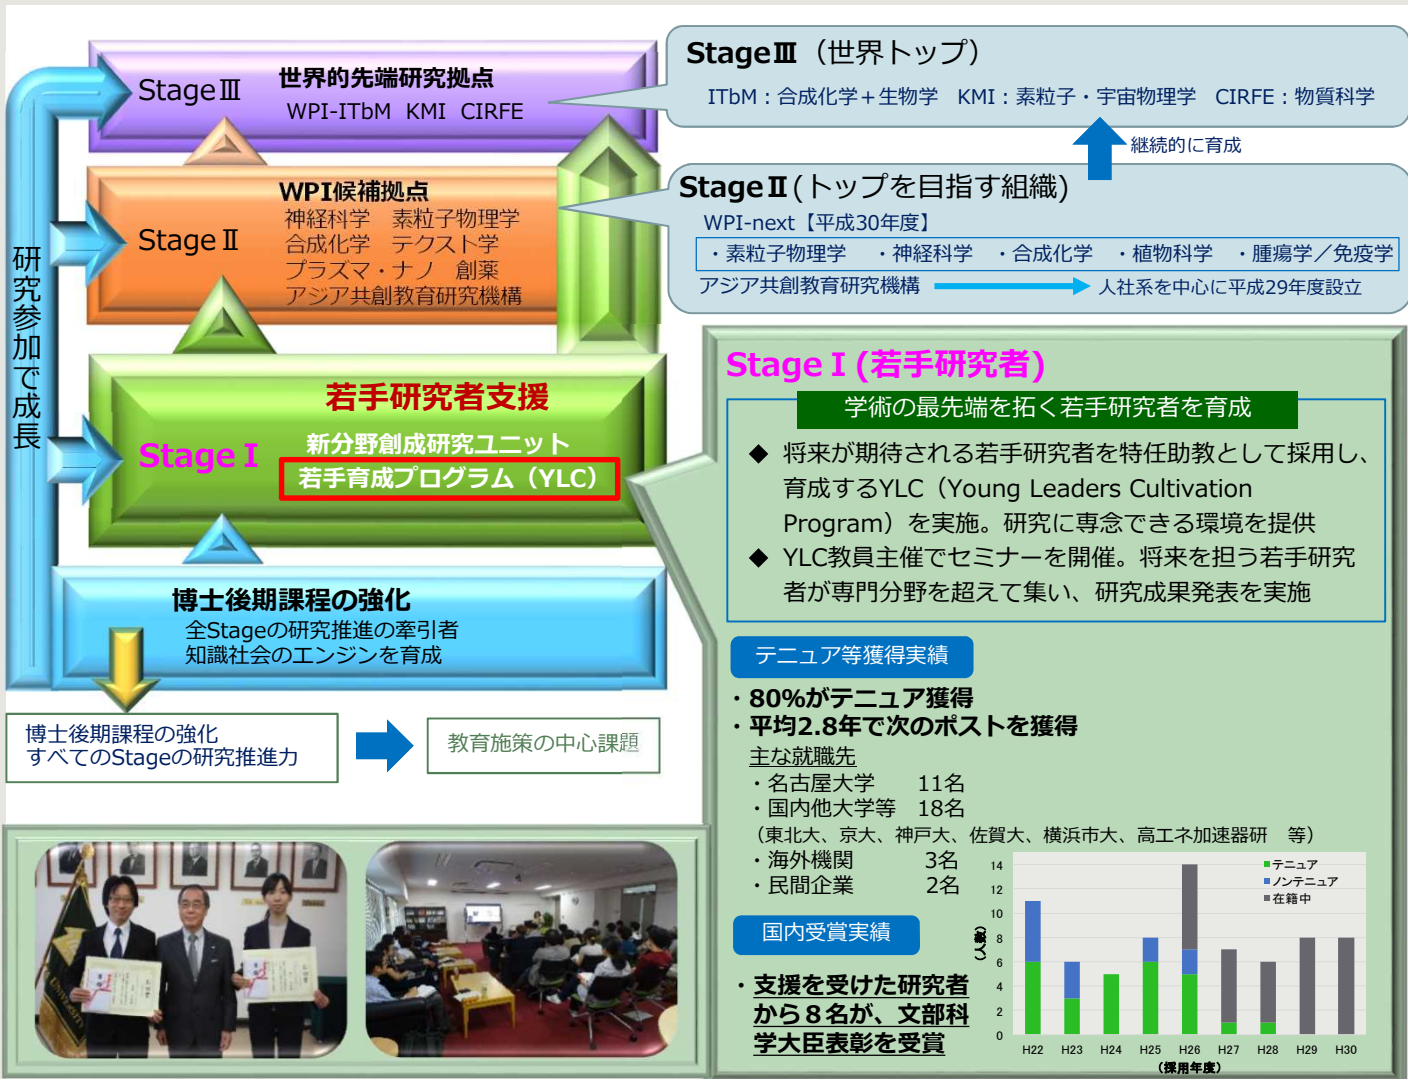 研究参加で成長
StageⅢ
世界的先端研究拠点
WPI-ITbM KMI CIRFE
StageⅡ
WPI候補拠点
神経科学　素粒子物理学
合成化学　テクスト学
プラズマ・ナノ　創薬
アジア共創教育研究機構
若手研究者支援
StageⅠ
新分野創成研究ユニット
若手育成プログラム（YLC）
博士後期課程の強化
全Stageの研究推進の牽引者
知識社会のエンジンを育成
博士後期課程の強化
すべてのStageの研究推進力
教育施策の中心課題
StageⅢ（世界トップ）
ITbM：合成化学＋生物学　KMI：素粒子・宇宙物理学　CIRFE：物質科学
継続的に育成
StageⅡ(トップを目指す組織)
WPI-next【平成30年度】
・素粒子物理学　・神経科学　・合成化学　・植物科学　・腫瘍学／免疫学
アジア共創教育研究機構
人社系を中心に平成29年度設立
StageⅠ(若手研究者)
学術の最先端を拓く若手研究者を育成
◆ 将来が期待される若手研究者を特任助教として採用し、
育成するYLC（Young Leaders Cultivation
Program）を実施。研究に専念できる環境を提供
◆ YLC教員主催でセミナーを開催。将来を担う若手研究
者が専門分野を超えて集い、研究成果発表を実施
テニュア等獲得実績
・80%がテニュア獲得
・平均2.8年で次のポストを獲得
主な就職先
・名古屋大学　11名
・国内他大学等　18名
（東北大、京大、神戸大、佐賀大、横浜市大、高エネ加速器研　等）
・海外機関　3名
・民間企業　2名
国内受賞実績
・支援を受けた研究者
から８名が、文部科
学大臣表彰を受賞
14
12
10
8
6
4
2
0
テニュア
ノンテニュア
在籍中
H22 H23 H24 H25 H26 H27 H28 H29 H30
(採用年度)
UNIVERSITY